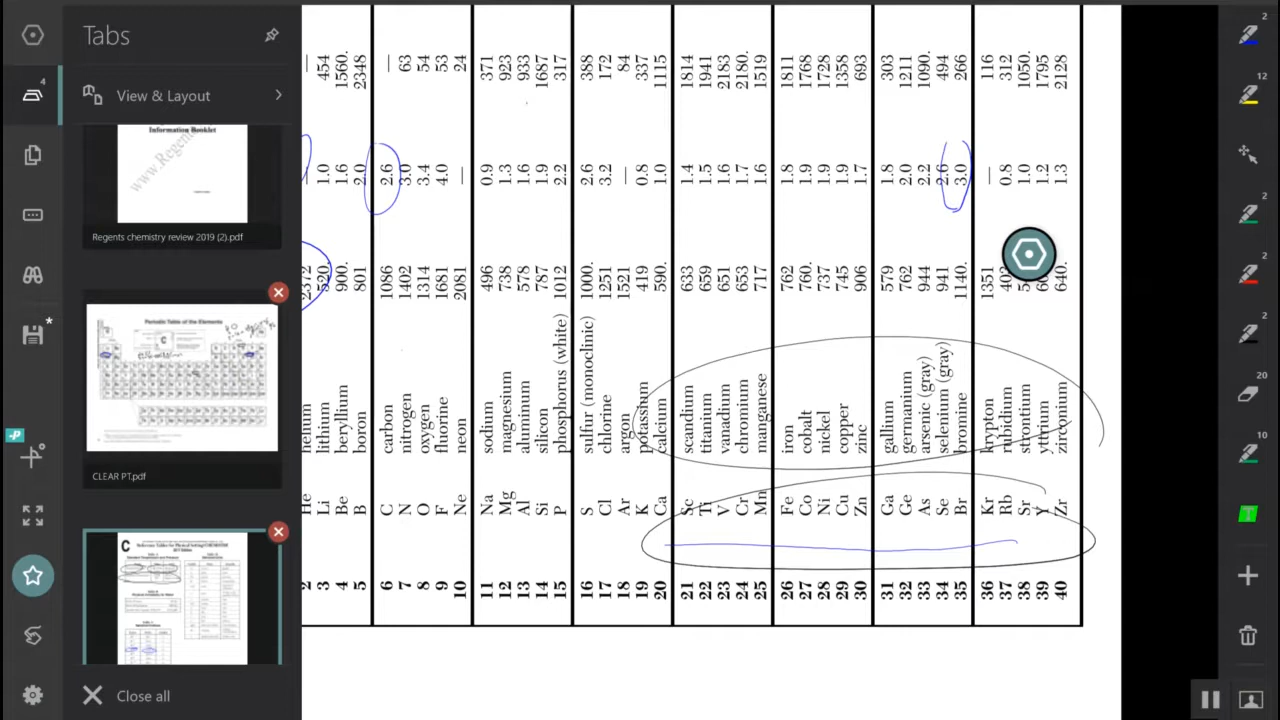 Tabs
View & Layout
Information Booklet
www.Regents
Regents chemistry review 2019 (2).pdf
Periodic Table of the Elements
CLEAR PT.pdf
C
Close all
4
2
12
2
2
2
20
10
T
2 He helium 2372 — —
3 Li lithium 520. 1.0 454
4 Be beryllium 900. 1.6 1560.
5 B boron 801 2.0 2348
6 C carbon 1086 2.6 —
7 N nitrogen 1402 3.0 63
8 O oxygen 1314 3.4 54
9 F fluorine 1681 4.0 53
10 Ne neon 2081 — 24
11 Na sodium 496 0.9 371
12 Mg magnesium 738 1.3 923
13 Al aluminum 578 1.6 933
14 Si silicon 787 1.9 1687
15 P phosphorus (white) 1012 2.2 317
16 S sulfur (monoclinic) 1000. 2.6 388
17 Cl chlorine 1251 3.2 172
18 Ar argon 1521 — 84
19 K potassium 419 0.8 337
20 Ca calcium 590. 1.0 1115
21 Sc scandium 633 1.4 1814
22 Ti titanium 659 1.5 1941
23 V vanadium 651 1.6 2183
24 Cr chromium 653 1.7 2180.
25 Mn manganese 717 1.6 1519
26 Fe iron 762 1.8 1811
27 Co cobalt 760. 1.9 1768
28 Ni nickel 737 1.9 1728
29 Cu copper 745 1.9 1358
30 Zn zinc 906 1.7 693
31 Ga gallium 579 1.8 303
32 Ge germanium 762 2.0 1211
33 As arsenic (gray) 944 2.2 1090.
34 Se selenium (gray) 941 2.6 494
35 Br bromine 1140. 3.0 266
36 Kr krypton 1351 — 116
37 Rb rubidium 0.8 312
38 Sr strontium 1.0 1050.
39 Y yttrium 1.2 1795
40 Zr zirconium 640. 1.3 2128